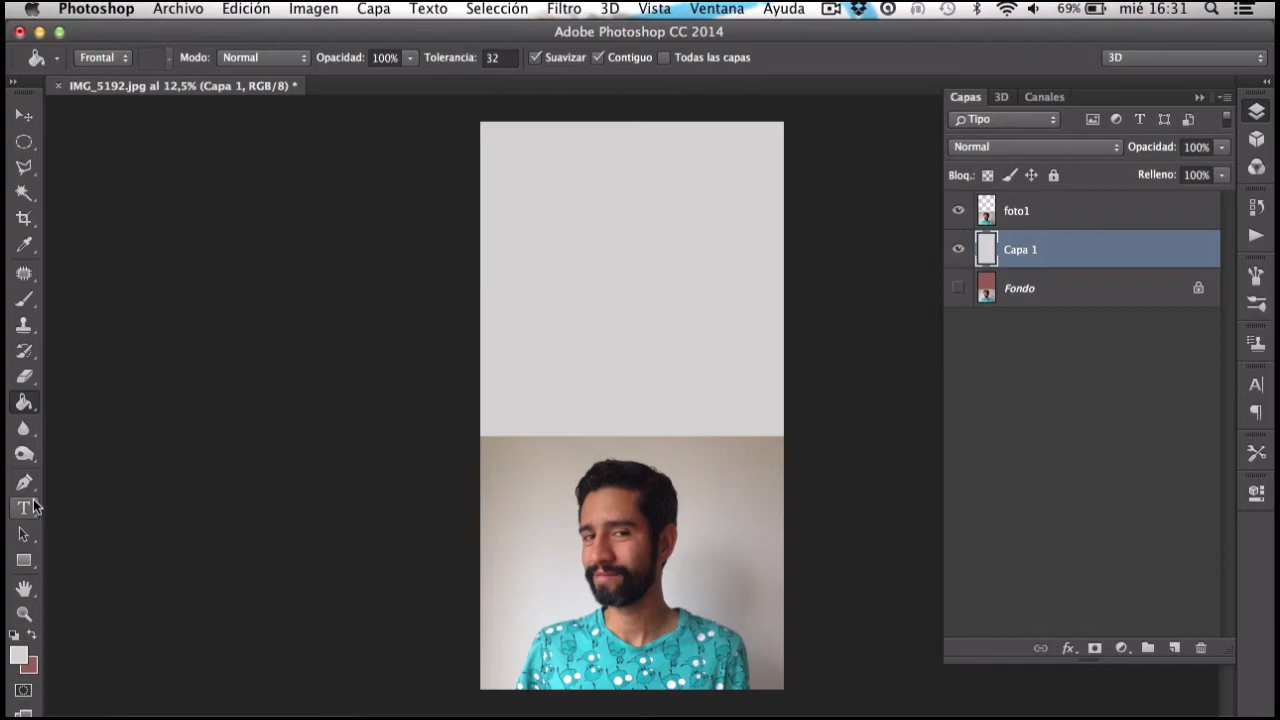 Photoshop Archivo Edición Imagen Capa Texto Selección Filtro 3D Vista Ventana Ayuda 69% mié 16:31
Adobe Photoshop CC 2014
Frontal Modo: Normal Opacidad: 100% Tolerancia: 32 Suavizar Contiguo Todas las capas 3D
× IMG_5192.jpg al 12,5% (Capa 1, RGB/8) *
Capas 3D Canales
Tipo
Normal Opacidad: 100%
Bloq.: Relleno: 100%
foto1
Capa 1
Fondo